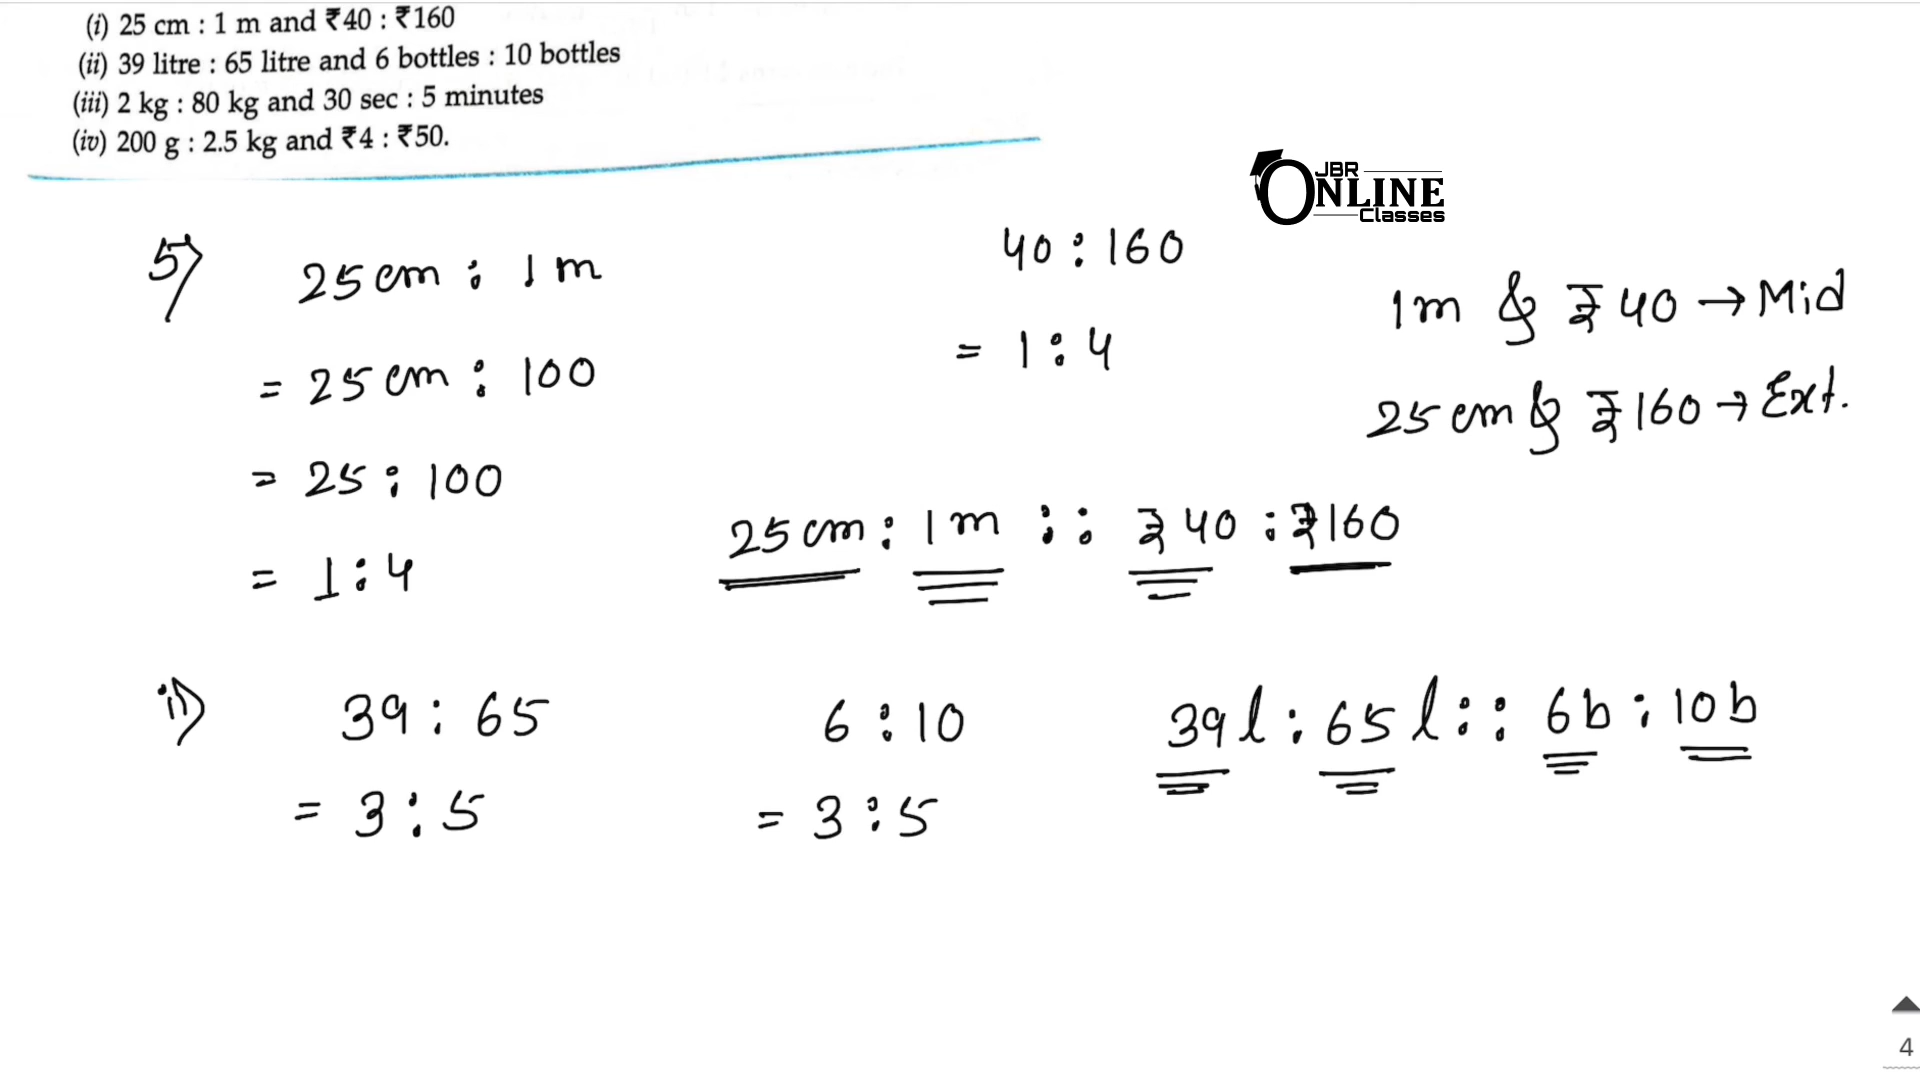 (i) 25 cm : 1 m and ₹40 : ₹160
(ii) 39 litre : 65 litre and 6 bottles : 10 bottles
(iii) 2 kg : 80 kg and 30 sec : 5 minutes
(iv) 200 g : 2.5 kg and ₹4 : ₹50.
JBR
ONLINE
Classes
5) 25 cm : 1 m
= 25 cm : 100
= 25 : 100
= 1 : 4
40 : 160
= 1 : 4
1 m & ₹ 40 → Mid
25 cm & ₹ 160 → Ext.
25 cm : 1 m :: ₹ 40 : ₹160
ii) 39 : 65
= 3 : 5
6 : 10
= 3 : 5
39 l : 65 l :: 6b : 10b
4